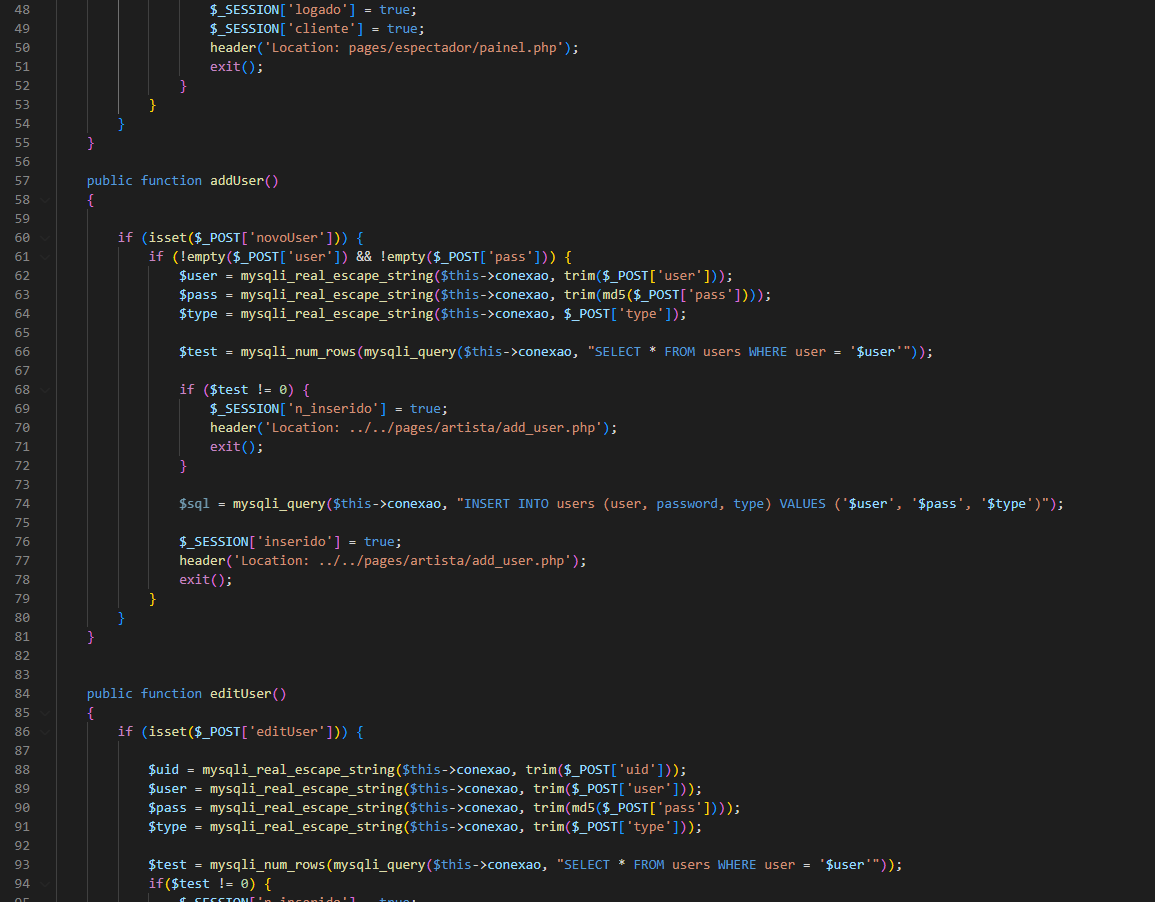 48 $_SESSION['logado'] = true;
49 $_SESSION['cliente'] = true;
50 header('Location: pages/espectador/painel.php');
51 exit();
52 }
53 }
54 }
55 }
56
57 public function addUser()
58 {
59
60 if (isset($_POST['novoUser'])) {
61 if (!empty($_POST['user']) && !empty($_POST['pass'])) {
62 $user = mysqli_real_escape_string($this->conexao, trim($_POST['user']));
63 $pass = mysqli_real_escape_string($this->conexao, trim(md5($_POST['pass'])));
64 $type = mysqli_real_escape_string($this->conexao, $_POST['type']);
65
66 $test = mysqli_num_rows(mysqli_query($this->conexao, "SELECT * FROM users WHERE user = '$user'"));
67
68 if ($test != 0) {
69 $_SESSION['n_inserido'] = true;
70 header('Location: ../../pages/artista/add_user.php');
71 exit();
72 }
73
74 $sql = mysqli_query($this->conexao, "INSERT INTO users (user, password, type) VALUES ('$user', '$pass', '$type')");
75
76 $_SESSION['inserido'] = true;
77 header('Location: ../../pages/artista/add_user.php');
78 exit();
79 }
80 }
81 }
82
83
84 public function editUser()
85 {
86 if (isset($_POST['editUser'])) {
87
88 $uid = mysqli_real_escape_string($this->conexao, trim($_POST['uid']));
89 $user = mysqli_real_escape_string($this->conexao, trim($_POST['user']));
90 $pass = mysqli_real_escape_string($this->conexao, trim(md5($_POST['pass'])));
91 $type = mysqli_real_escape_string($this->conexao, trim($_POST['type']));
92
93 $test = mysqli_num_rows(mysqli_query($this->conexao, "SELECT * FROM users WHERE user = '$user'"));
94 if($test != 0) {
95 $_SESSION['n_inserido'] = true;